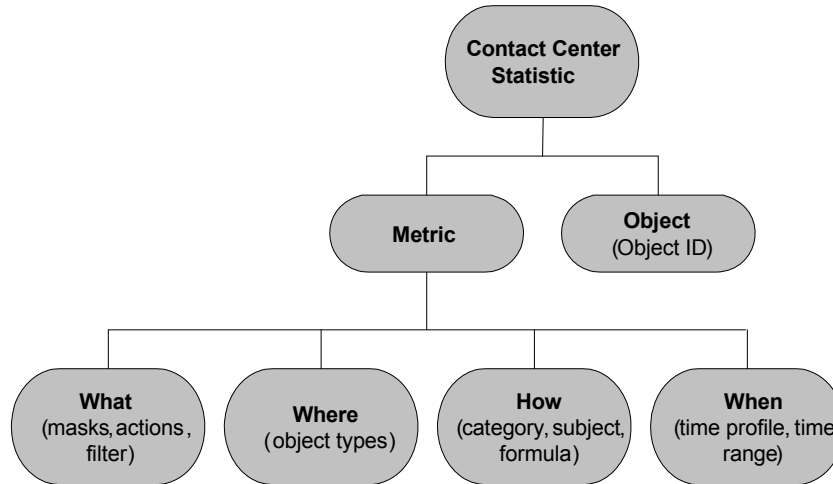 Contact Center
Statistic
Metric
Object
(Object ID)
What
(masks, actions ,
filter)
Where
( object types)
How
(category, subject,
formula)
When
(time profile, time
range)